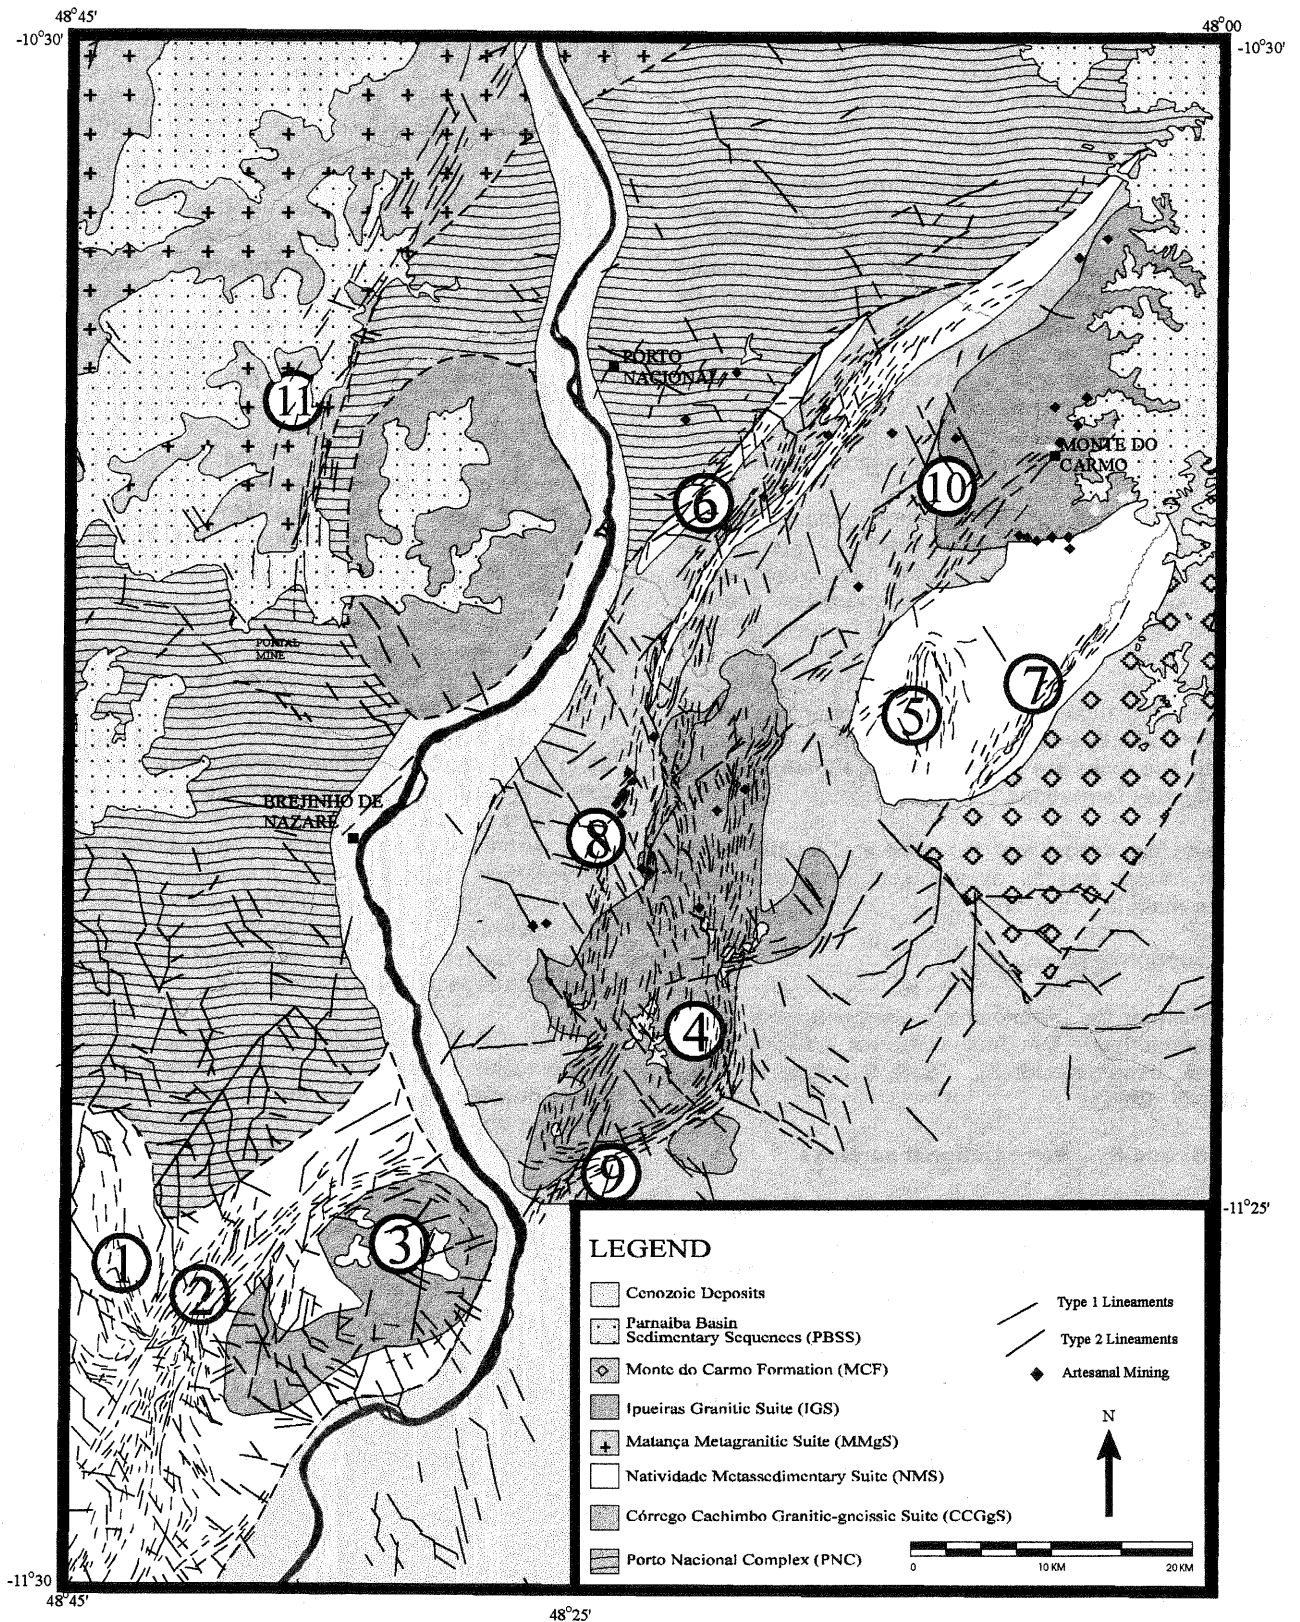 48°45'
48°00
-10°30'
-10°30'
PORTO
NACIONAL
11
MONTE DO
CARMO
10
6
PONTAL
MINE
7
5
BREJINHO DE
NAZARÉ
8
4
9
-11°25'
3
1
2
LEGEND
Cenozoic Deposits
Parnaiba Basin
Sedimentary Sequences (PBSS)
Monte do Carmo Formation (MCF)
Ipueiras Granitic Suite (IGS)
Matança Metagranitic Suite (MMgS)
Natividade Metassedimentary Suite (NMS)
Córrego Cachimbo Granitic-gneissic Suite (CCGgS)
Porto Nacional Complex (PNC)
Type 1 Lineaments
Type 2 Lineaments
Artesanal Mining
N
0 10 KM 20 KM
-11°30
48°45'
48°25'